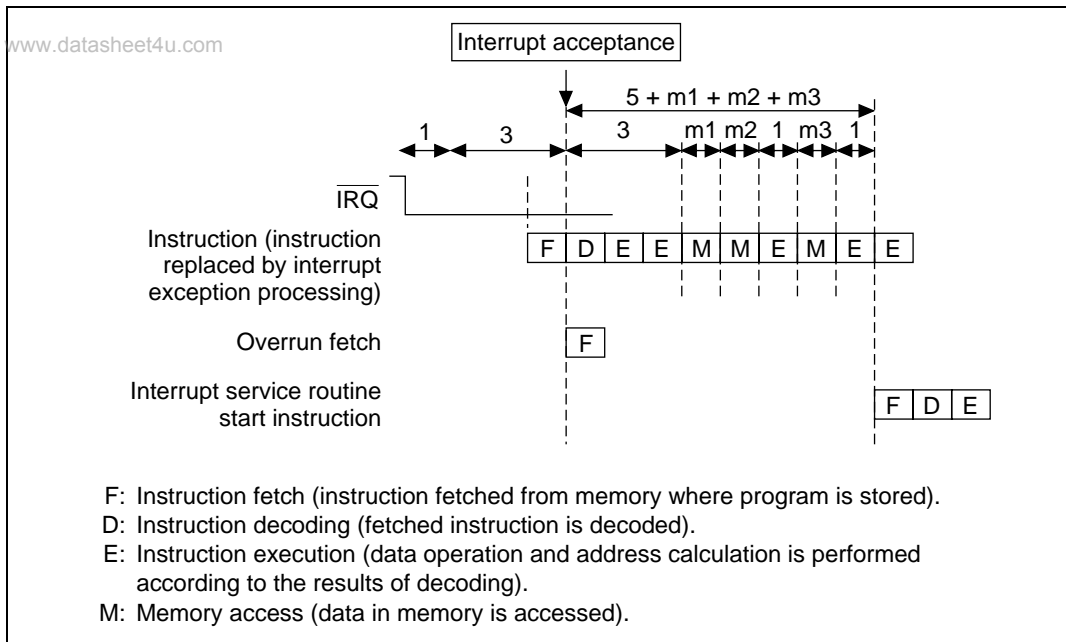 www.datasheet4u.com
Interrupt acceptance
5 + m1 + m2 + m3
1 3 3 m1 m2 1 m3 1
IRQ
Instruction (instruction
replaced by interrupt
exception processing)
F D E E M M E M E E
Overrun fetch
F
Interrupt service routine
start instruction
F D E
F: Instruction fetch (instruction fetched from memory where program is stored).
D: Instruction decoding (fetched instruction is decoded).
E: Instruction execution (data operation and address calculation is performed
according to the results of decoding).
M: Memory access (data in memory is accessed).